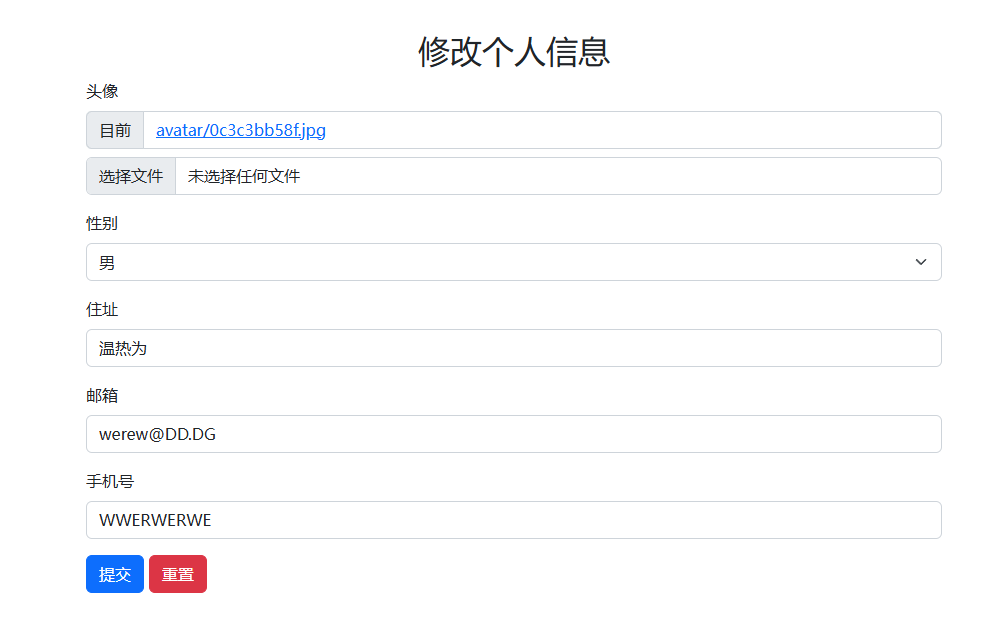 修改个人信息
头像
目前 avatar/0c3c3bb58f.jpg
选择文件 未选择任何文件
性别
男
住址
温热为
邮箱
werew@DD.DG
手机号
WWERWERWE
提交 重置